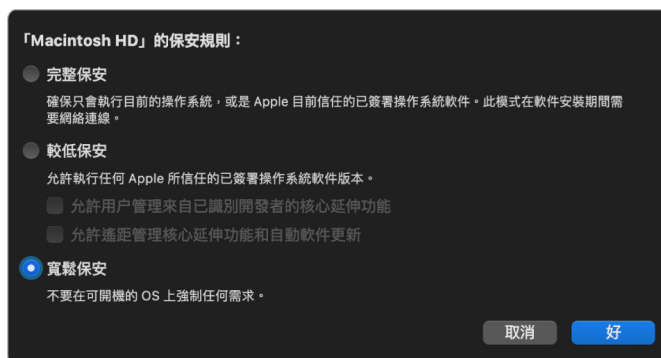 「Macintosh HD」的保安規則：
完整保安
確保只會執行目前的操作系統，或是 Apple 目前信任的已簽署操作系統軟件。此模式在軟件安裝期間需
要網絡連線。
較低保安
允許執行任何 Apple 所信任的已簽署操作系統軟件版本。
允許用户管理來自已識別開發者的核心延伸功能
允許遙距管理核心延伸功能和自動軟件更新
寬鬆保安
不要在可開機的 OS 上強制任何需求。
取消
好